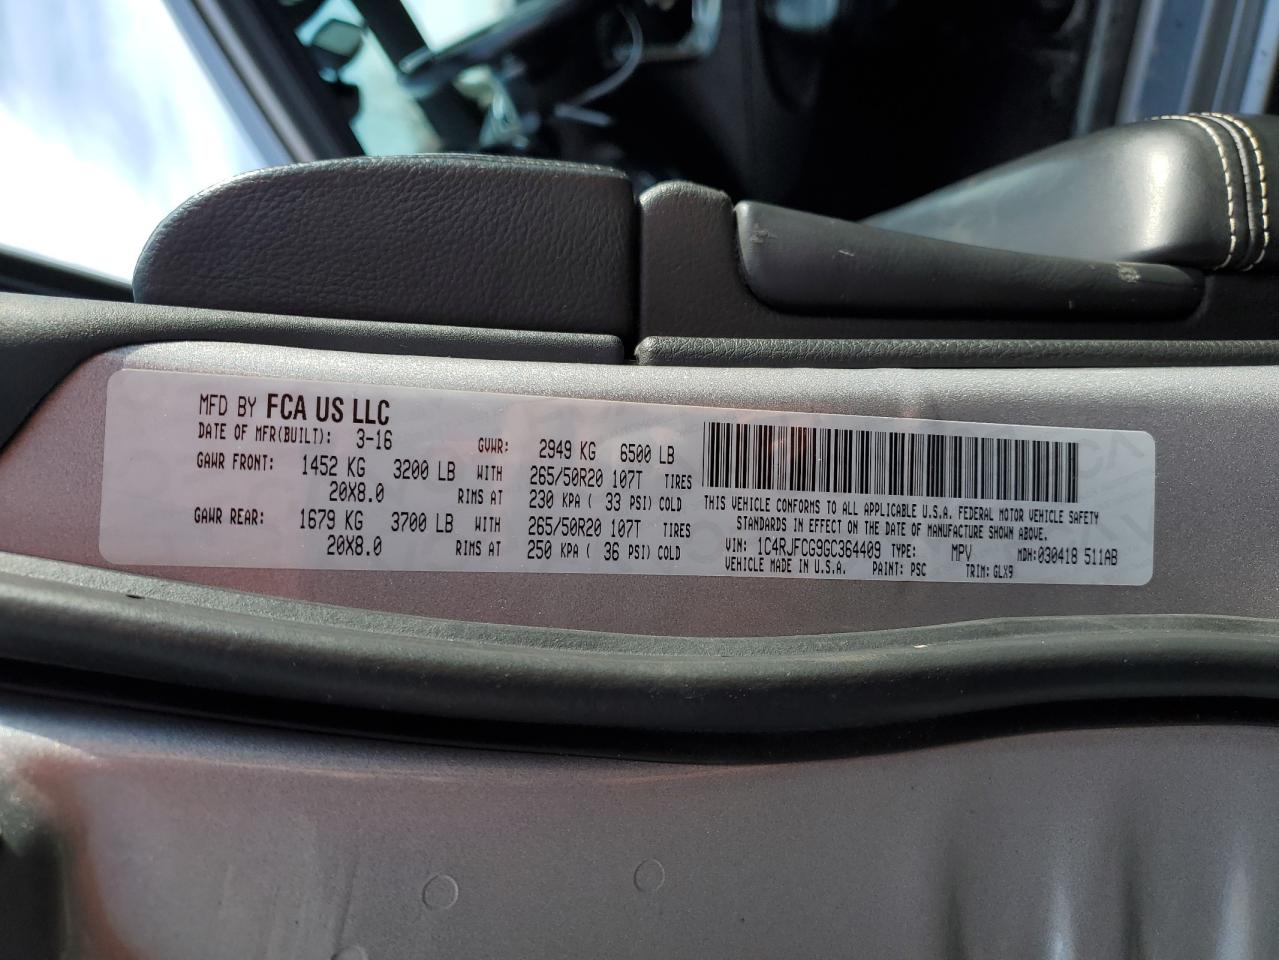 MFD BY FCA US LLC
DATE OF MFR(BUILT): 3-16 GVWR: 2949 KG 6500 LB
GAWR FRONT: 1452 KG 3200 LB WITH 265/50R20 107T TIRES
20X8.0 RIMS AT 230 KPA ( 33 PSI) COLD
GAWR REAR: 1679 KG 3700 LB WITH 265/50R20 107T TIRES
20X8.0 RIMS AT 250 KPA ( 36 PSI) COLD
THIS VEHICLE CONFORMS TO ALL APPLICABLE U.S.A. FEDERAL MOTOR VEHICLE SAFETY
STANDARDS IN EFFECT ON THE DATE OF MANUFACTURE SHOWN ABOVE.
VIN: 1C4RJFCG9GC364409 TYPE: MPV MDH:030418 511AB
VEHICLE MADE IN U.S.A. PAINT: PSC TRIM: GLX9